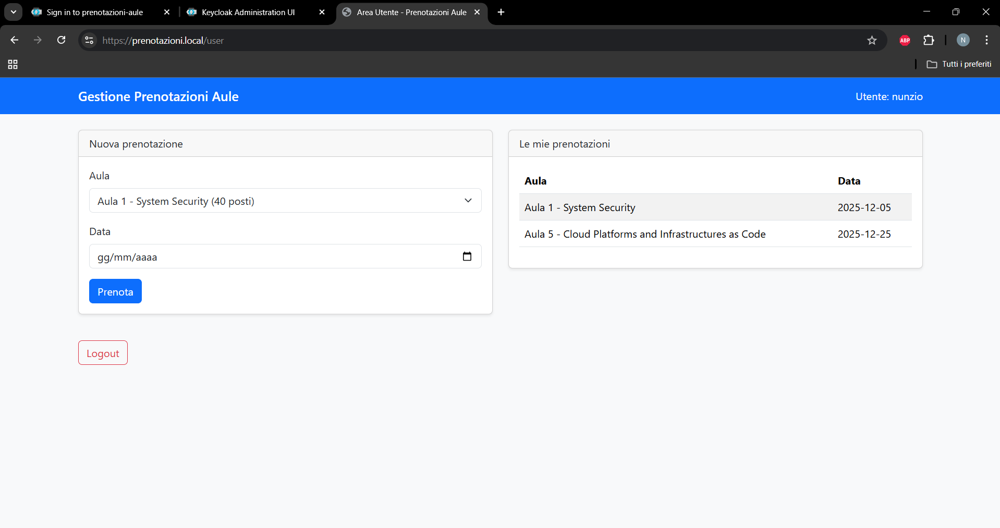 Sign in to prenotazioni-aule
Keycloak Administration UI
Area Utente - Prenotazioni Aule
https://prenotazioni.local/user
ABP
N
Tutti i preferiti
Gestione Prenotazioni Aule
Utente: nunzio
Nuova prenotazione
Aula
Aula 1 - System Security (40 posti)
Data
gg/mm/aaaa
Prenota
Le mie prenotazioni
Aula Data
Aula 1 - System Security 2025-12-05
Aula 5 - Cloud Platforms and Infrastructures as Code 2025-12-25
Logout